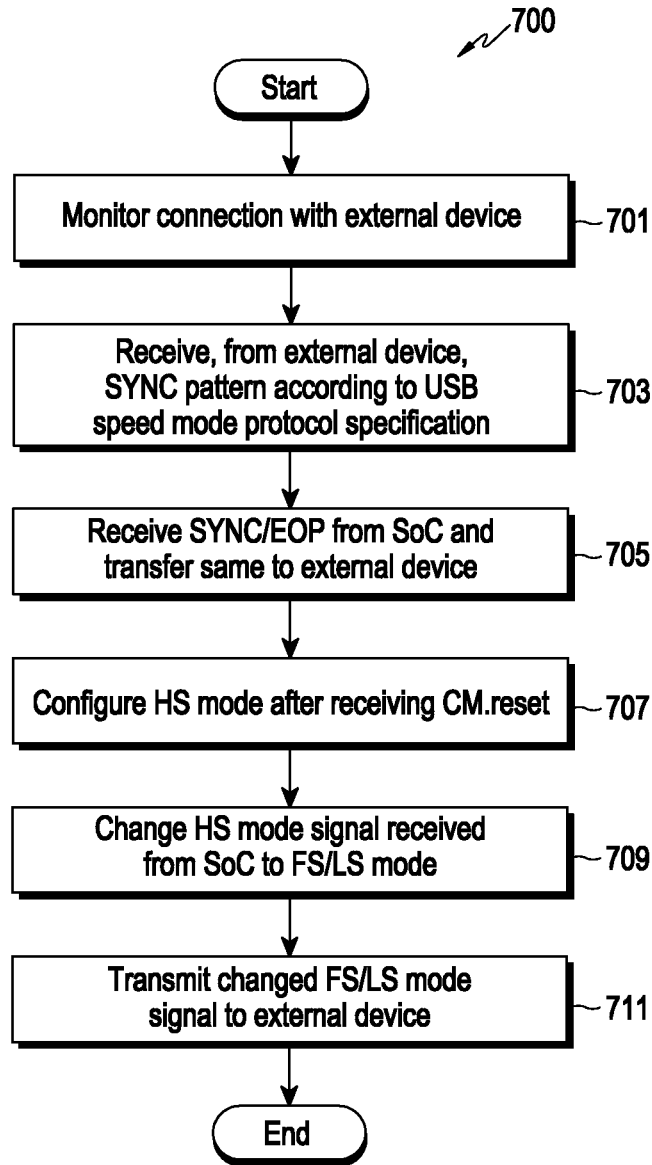 700
Start
Monitor connection with external device
701
Receive, from external device,
SYNC pattern according to USB
speed mode protocol specification
703
Receive SYNC/EOP from SoC and
transfer same to external device
705
Configure HS mode after receiving CM.reset
707
Change HS mode signal received
from SoC to FS/LS mode
709
Transmit changed FS/LS mode
signal to external device
711
End